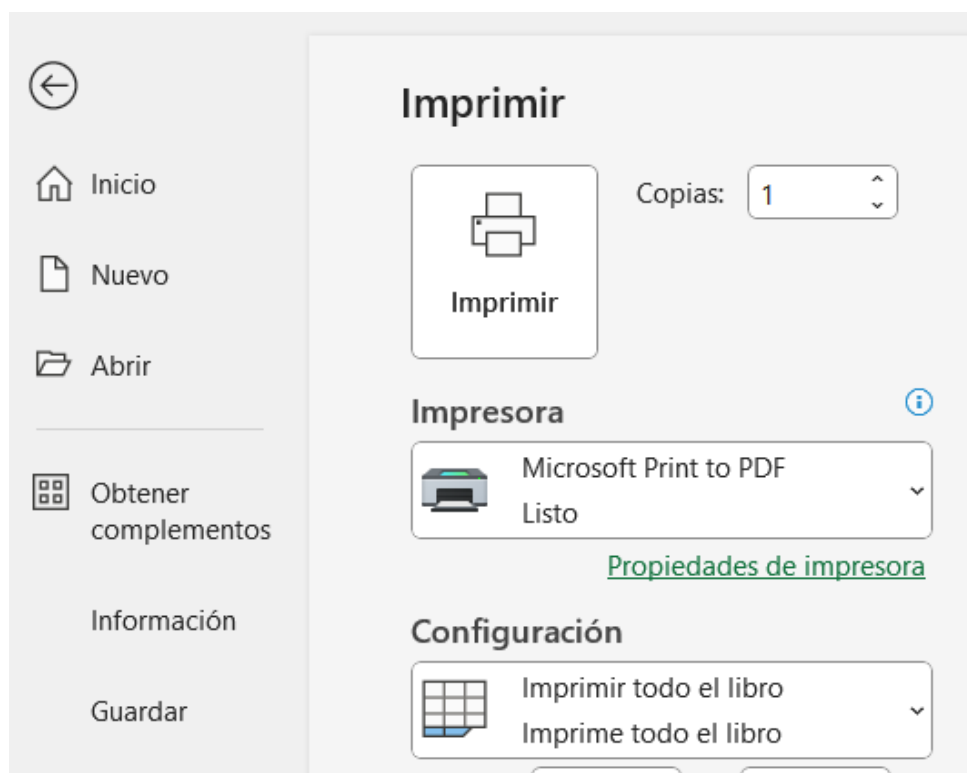 Imprimir
Inicio
Nuevo
Abrir
Obtener
complementos
Información
Guardar
Imprimir
Copias:
1
Impresora
Microsoft Print to PDF
Listo
Propiedades de impresora
Configuración
Imprimir todo el libro
Imprime todo el libro